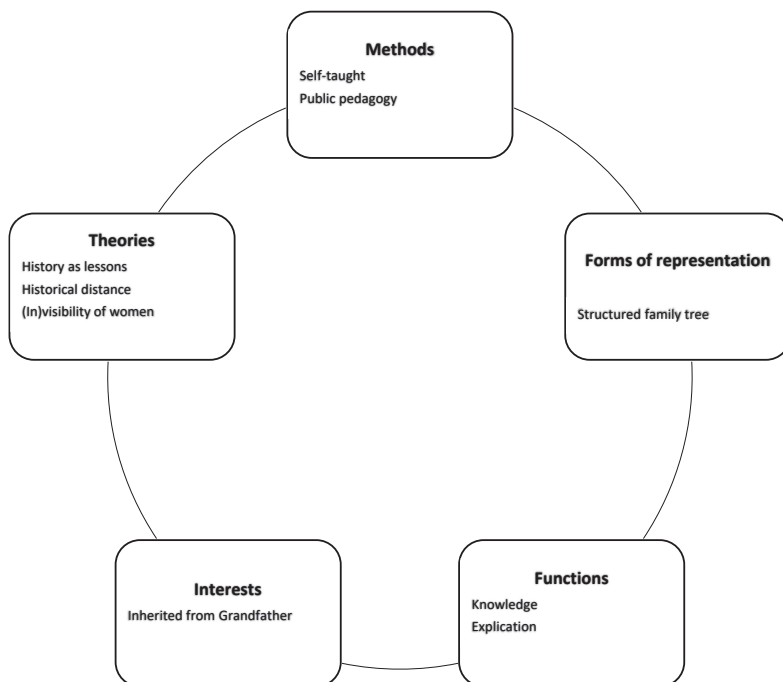 Methods
Self-taught
Public pedagogy
Theories
History as lessons
Historical distance
(In)visibility of women
Forms of representation
Structured family tree
Interests
Inherited from Grandfather
Functions
Knowledge
Explication